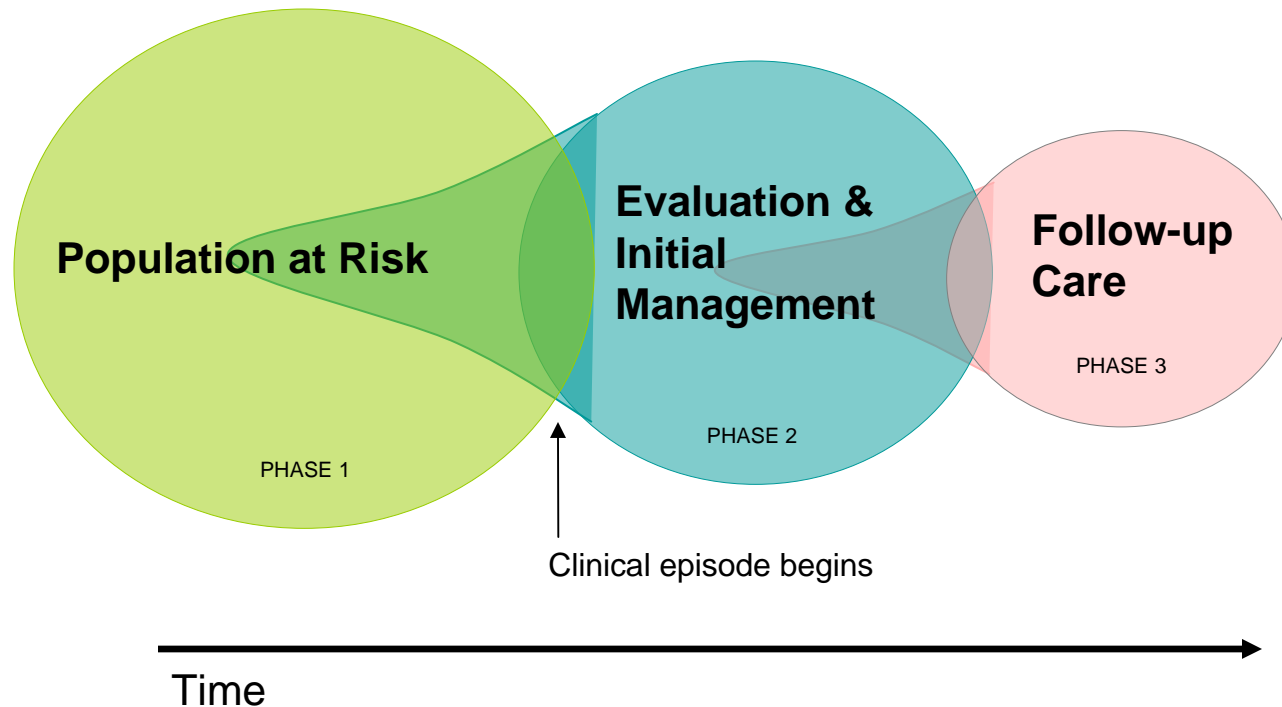 Population at Risk
PHASE 1
Evaluation &
Initial
Management
PHASE 2
Follow-up
Care
PHASE 3
Clinical episode begins
Time